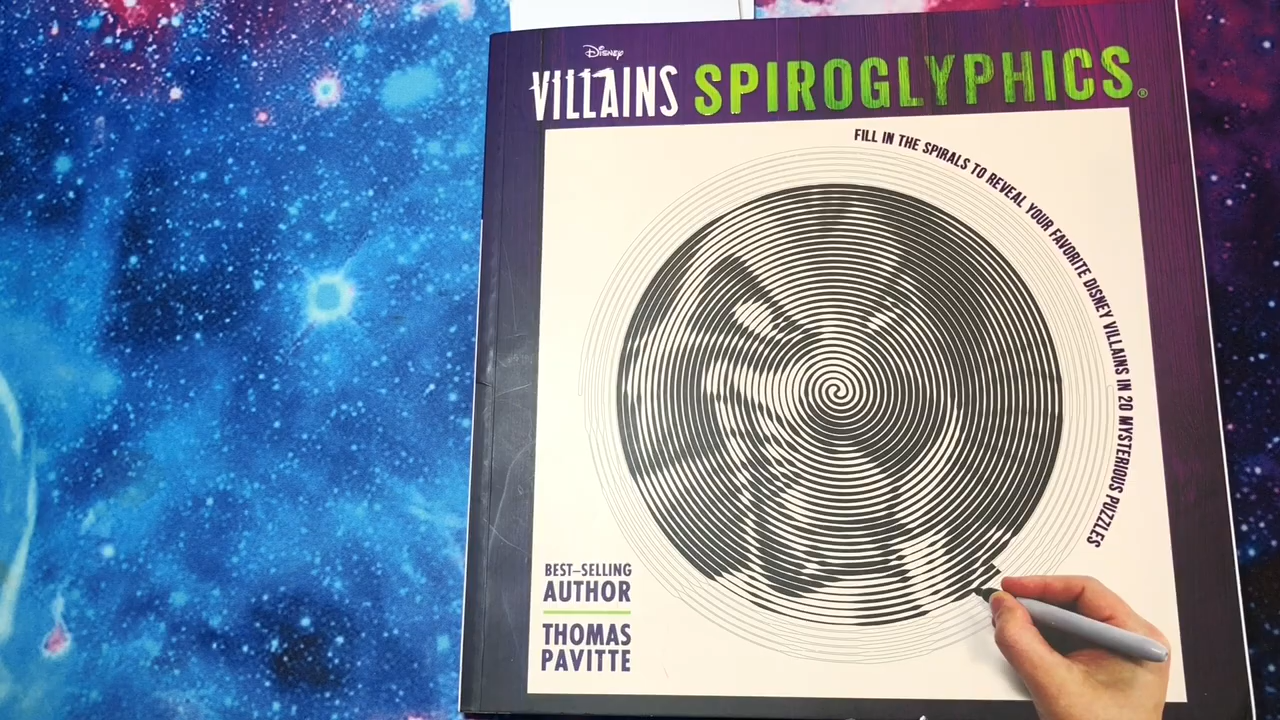 Disney
VILLAINS SPIROGLYPHICS®
FILL IN THE SPIRALS TO REVEAL YOUR FAVORITE DISNEY VILLAINS IN 20 MYSTERIOUS PUZZLES
BEST-SELLING
AUTHOR
THOMAS
PAVITTE